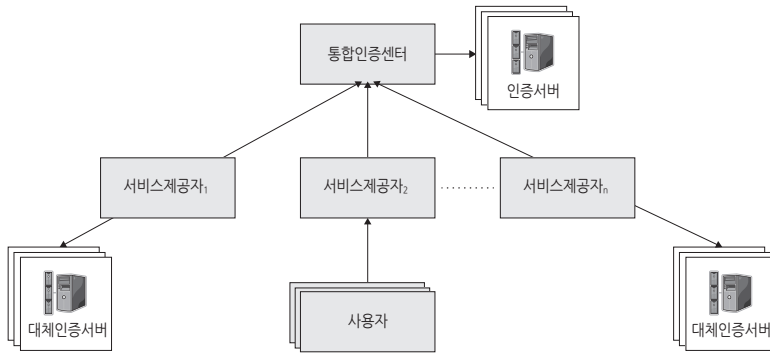 통합인증센터
인증서버
서비스제공자₁
서비스제공자₂
서비스제공자ₙ
대체인증서버
사용자
대체인증서버